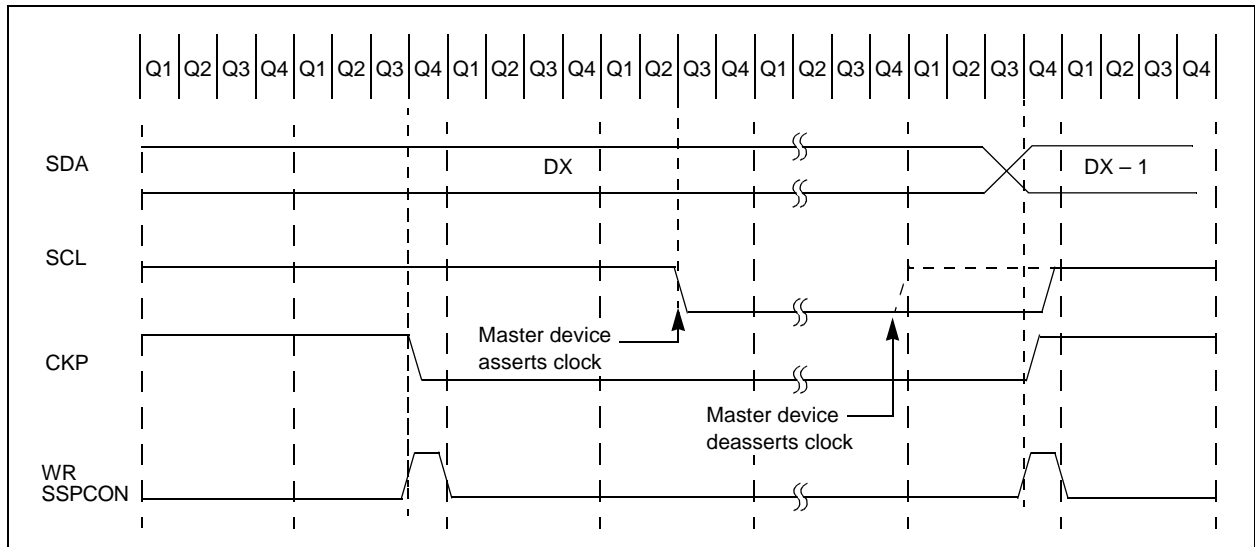 Q1 Q2 Q3 Q4 Q1 Q2 Q3 Q4 Q1 Q2 Q3 Q4 Q1 Q2 Q3 Q4 Q1 Q2 Q3 Q4 Q1 Q2 Q3 Q4 Q1 Q2 Q3 Q4
SDA
DX
DX – 1
SCL
Master device
asserts clock
CKP
Master device
deasserts clock
WR
SSPCON